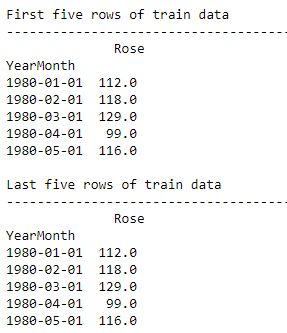 First five rows of train data
--------------------------------------
Rose
YearMonth
1980-01-01 112.0
1980-02-01 118.0
1980-03-01 129.0
1980-04-01 99.0
1980-05-01 116.0
Last five rows of train data
--------------------------------------
Rose
YearMonth
1980-01-01 112.0
1980-02-01 118.0
1980-03-01 129.0
1980-04-01 99.0
1980-05-01 116.0